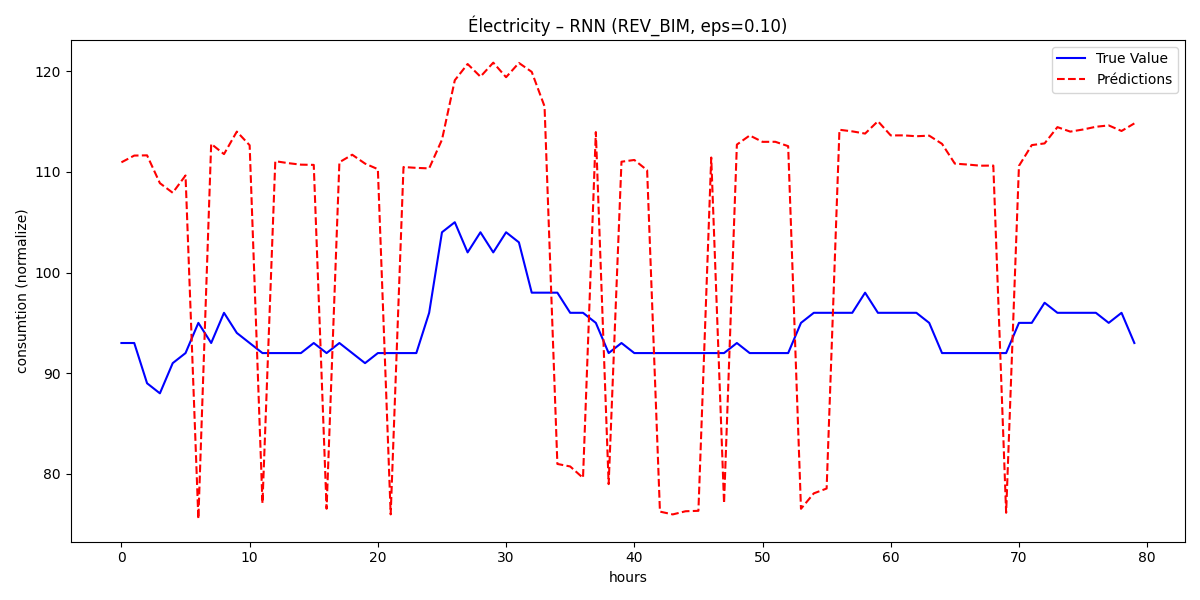 Électricity – RNN (REV_BIM, eps=0.10)
True Value
Prédictions
consumtion (normalize)
120
110
100
90
80
0 10 20 30 40 50 60 70 80
hours